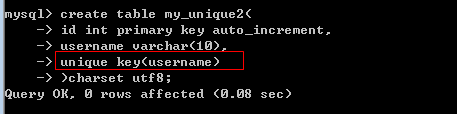 mysql> create table my_unique2(
-> id int primary key auto_increment,
-> username varchar(10),
-> unique key(username)
-> )charset utf8;
Query OK, 0 rows affected (0.08 sec)